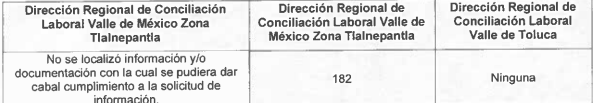 Dirección Regional de Conciliación
Laboral Valle de México Zona
Tlalnepantla
Dirección Regional de
Conciliación Laboral Valle de
México Zona Tlalnepantla
Dirección Regional de
Conciliación Laboral
Valle de Toluca
No se localizó información y/o
documentación con la cual se pudiera dar
cabal cumplimiento a la solicitud de
información.
182
Ninguna